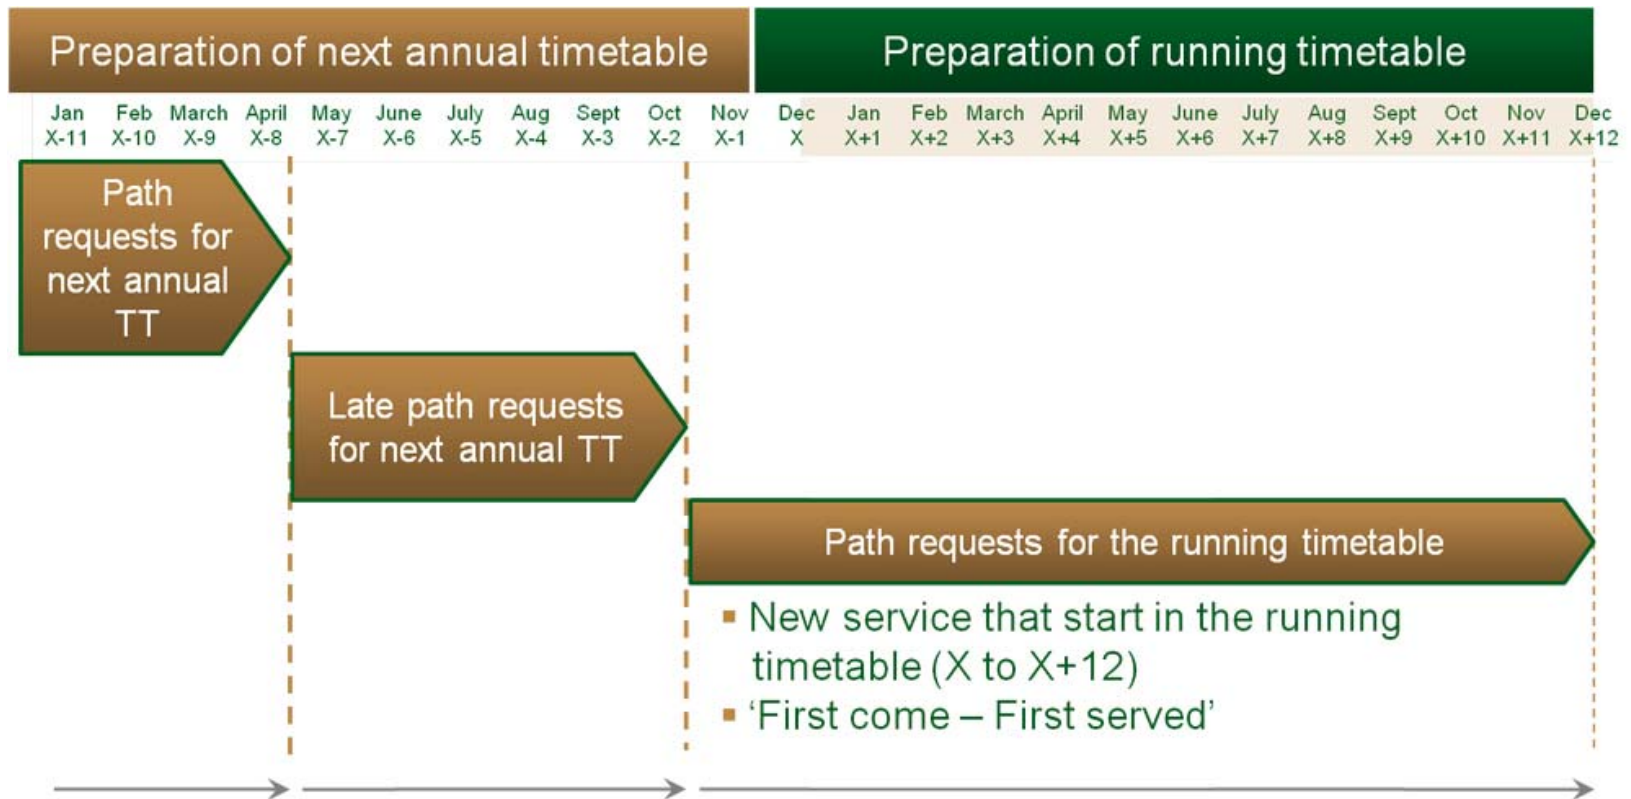 Preparation of next annual timetable
Preparation of running timetable
Jan Feb March April May June July Aug Sept Oct Nov Dec Jan Feb March April May June July Aug Sept Oct Nov Dec
X-11 X-10 X-9 X-8 X-7 X-6 X-5 X-4 X-3 X-2 X-1 X X+1 X+2 X+3 X+4 X+5 X+6 X+7 X+8 X+9 X+10 X+11 X+12
Path
requests for
next annual
TT
Late path requests
for next annual TT
Path requests for the running timetable
▪ New service that start in the running
timetable (X to X+12)
▪ ‘First come – First served’